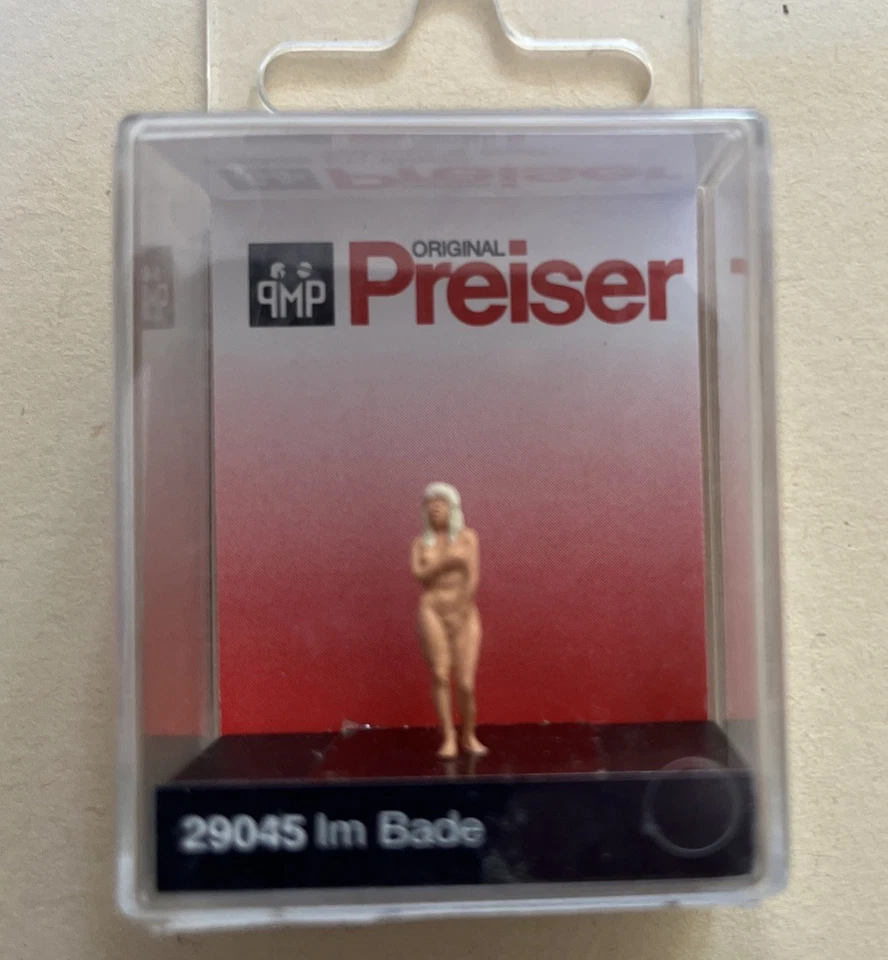 ORIGINAL
PMP Preiser
29045 Im Bade